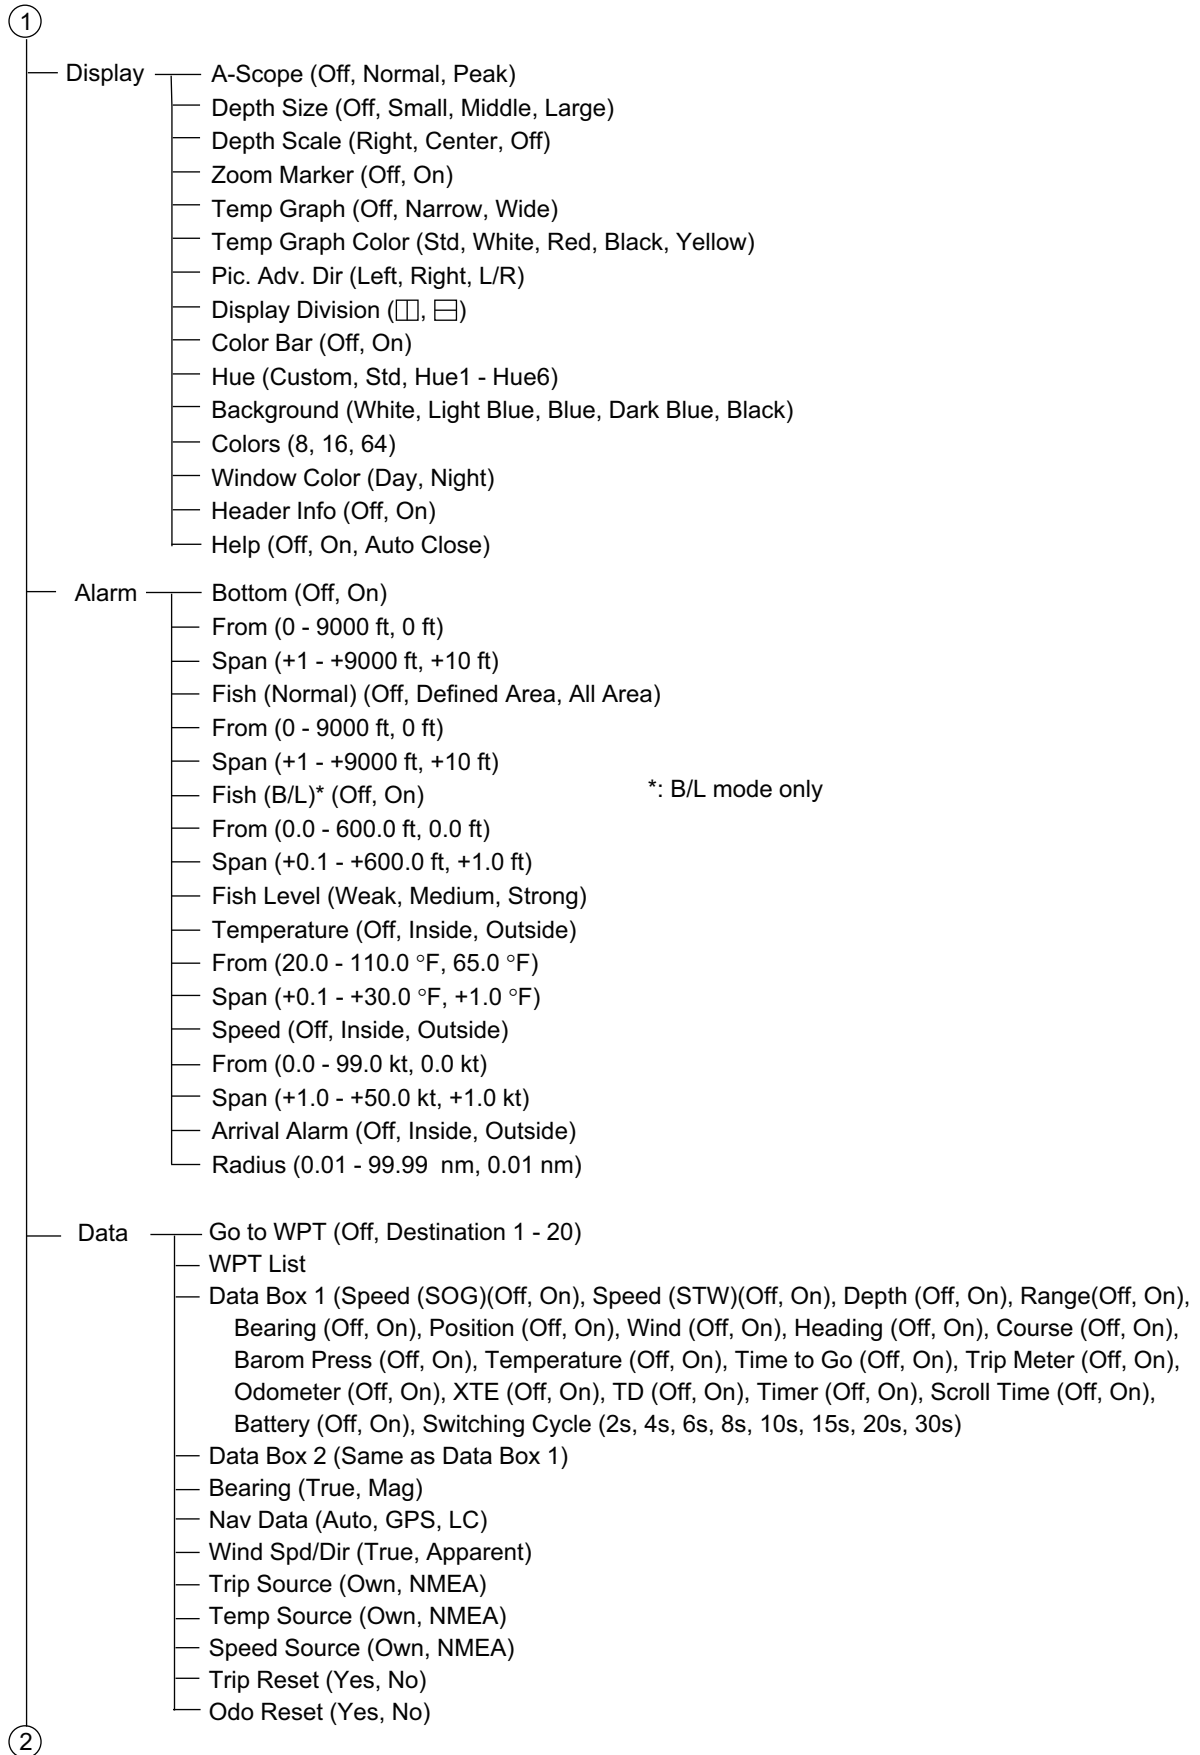 1
Display
A-Scope (Off, Normal, Peak)
Depth Size (Off, Small, Middle, Large)
Depth Scale (Right, Center, Off)
Zoom Marker (Off, On)
Temp Graph (Off, Narrow, Wide)
Temp Graph Color (Std, White, Red, Black, Yellow)
Pic. Adv. Dir (Left, Right, L/R)
Display Division (◫, ⊟)
Color Bar (Off, On)
Hue (Custom, Std, Hue1 - Hue6)
Background (White, Light Blue, Blue, Dark Blue, Black)
Colors (8, 16, 64)
Window Color (Day, Night)
Header Info (Off, On)
Help (Off, On, Auto Close)
Alarm
Bottom (Off, On)
From (0 - 9000 ft, 0 ft)
Span (+1 - +9000 ft, +10 ft)
Fish (Normal) (Off, Defined Area, All Area)
From (0 - 9000 ft, 0 ft)
Span (+1 - +9000 ft, +10 ft)
Fish (B/L)* (Off, On)
*: B/L mode only
From (0.0 - 600.0 ft, 0.0 ft)
Span (+0.1 - +600.0 ft, +1.0 ft)
Fish Level (Weak, Medium, Strong)
Temperature (Off, Inside, Outside)
From (20.0 - 110.0 °F, 65.0 °F)
Span (+0.1 - +30.0 °F, +1.0 °F)
Speed (Off, Inside, Outside)
From (0.0 - 99.0 kt, 0.0 kt)
Span (+1.0 - +50.0 kt, +1.0 kt)
Arrival Alarm (Off, Inside, Outside)
Radius (0.01 - 99.99 nm, 0.01 nm)
Data
Go to WPT (Off, Destination 1 - 20)
WPT List
Data Box 1 (Speed (SOG)(Off, On), Speed (STW)(Off, On), Depth (Off, On), Range(Off, On),
Bearing (Off, On), Position (Off, On), Wind (Off, On), Heading (Off, On), Course (Off, On),
Barom Press (Off, On), Temperature (Off, On), Time to Go (Off, On), Trip Meter (Off, On),
Odometer (Off, On), XTE (Off, On), TD (Off, On), Timer (Off, On), Scroll Time (Off, On),
Battery (Off, On), Switching Cycle (2s, 4s, 6s, 8s, 10s, 15s, 20s, 30s)
Data Box 2 (Same as Data Box 1)
Bearing (True, Mag)
Nav Data (Auto, GPS, LC)
Wind Spd/Dir (True, Apparent)
Trip Source (Own, NMEA)
Temp Source (Own, NMEA)
Speed Source (Own, NMEA)
Trip Reset (Yes, No)
Odo Reset (Yes, No)
2